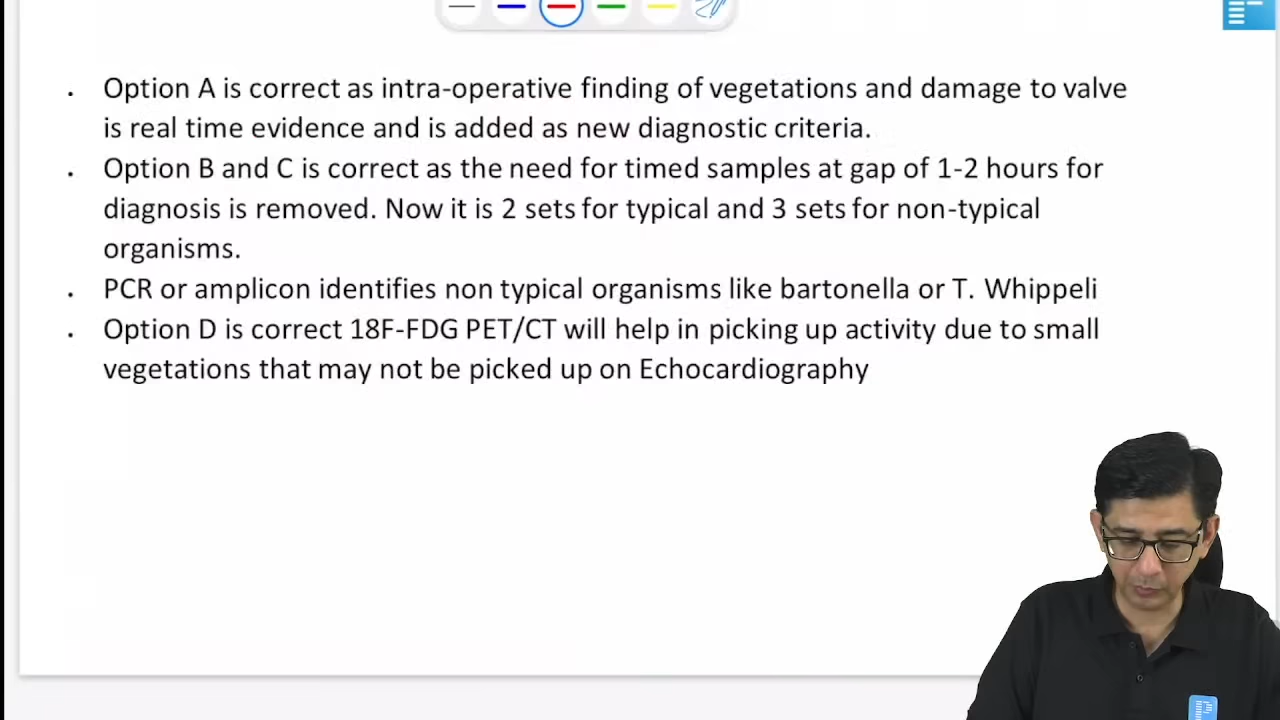 . Option A is correct as intra-operative finding of vegetations and damage to valve
is real time evidence and is added as new diagnostic criteria.
. Option B and C is correct as the need for timed samples at gap of 1-2 hours for
diagnosis is removed. Now it is 2 sets for typical and 3 sets for non-typical
organisms.
. PCR or amplicon identifies non typical organisms like bartonella or T. Whippeli
. Option D is correct 18F-FDG PET/CT will help in picking up activity due to small
vegetations that may not be picked up on Echocardiography